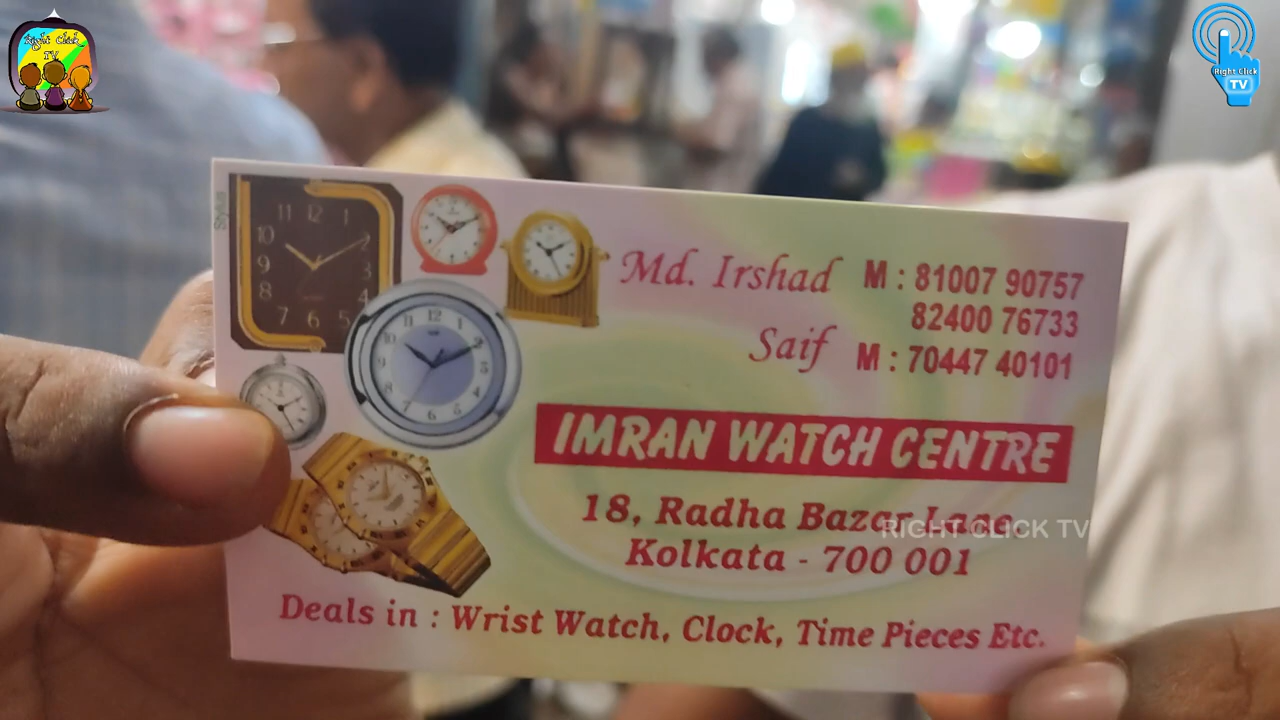 Right Click
TV
Right Click
TV
Stylus
Md. Irshad M : 81007 90757
82400 76733
Saif M : 70447 40101
IMRAN WATCH CENTRE
18, Radha Bazar Lane,
Kolkata - 700 001
RIGHT CLICK TV
Deals in : Wrist Watch, Clock, Time Pieces Etc.